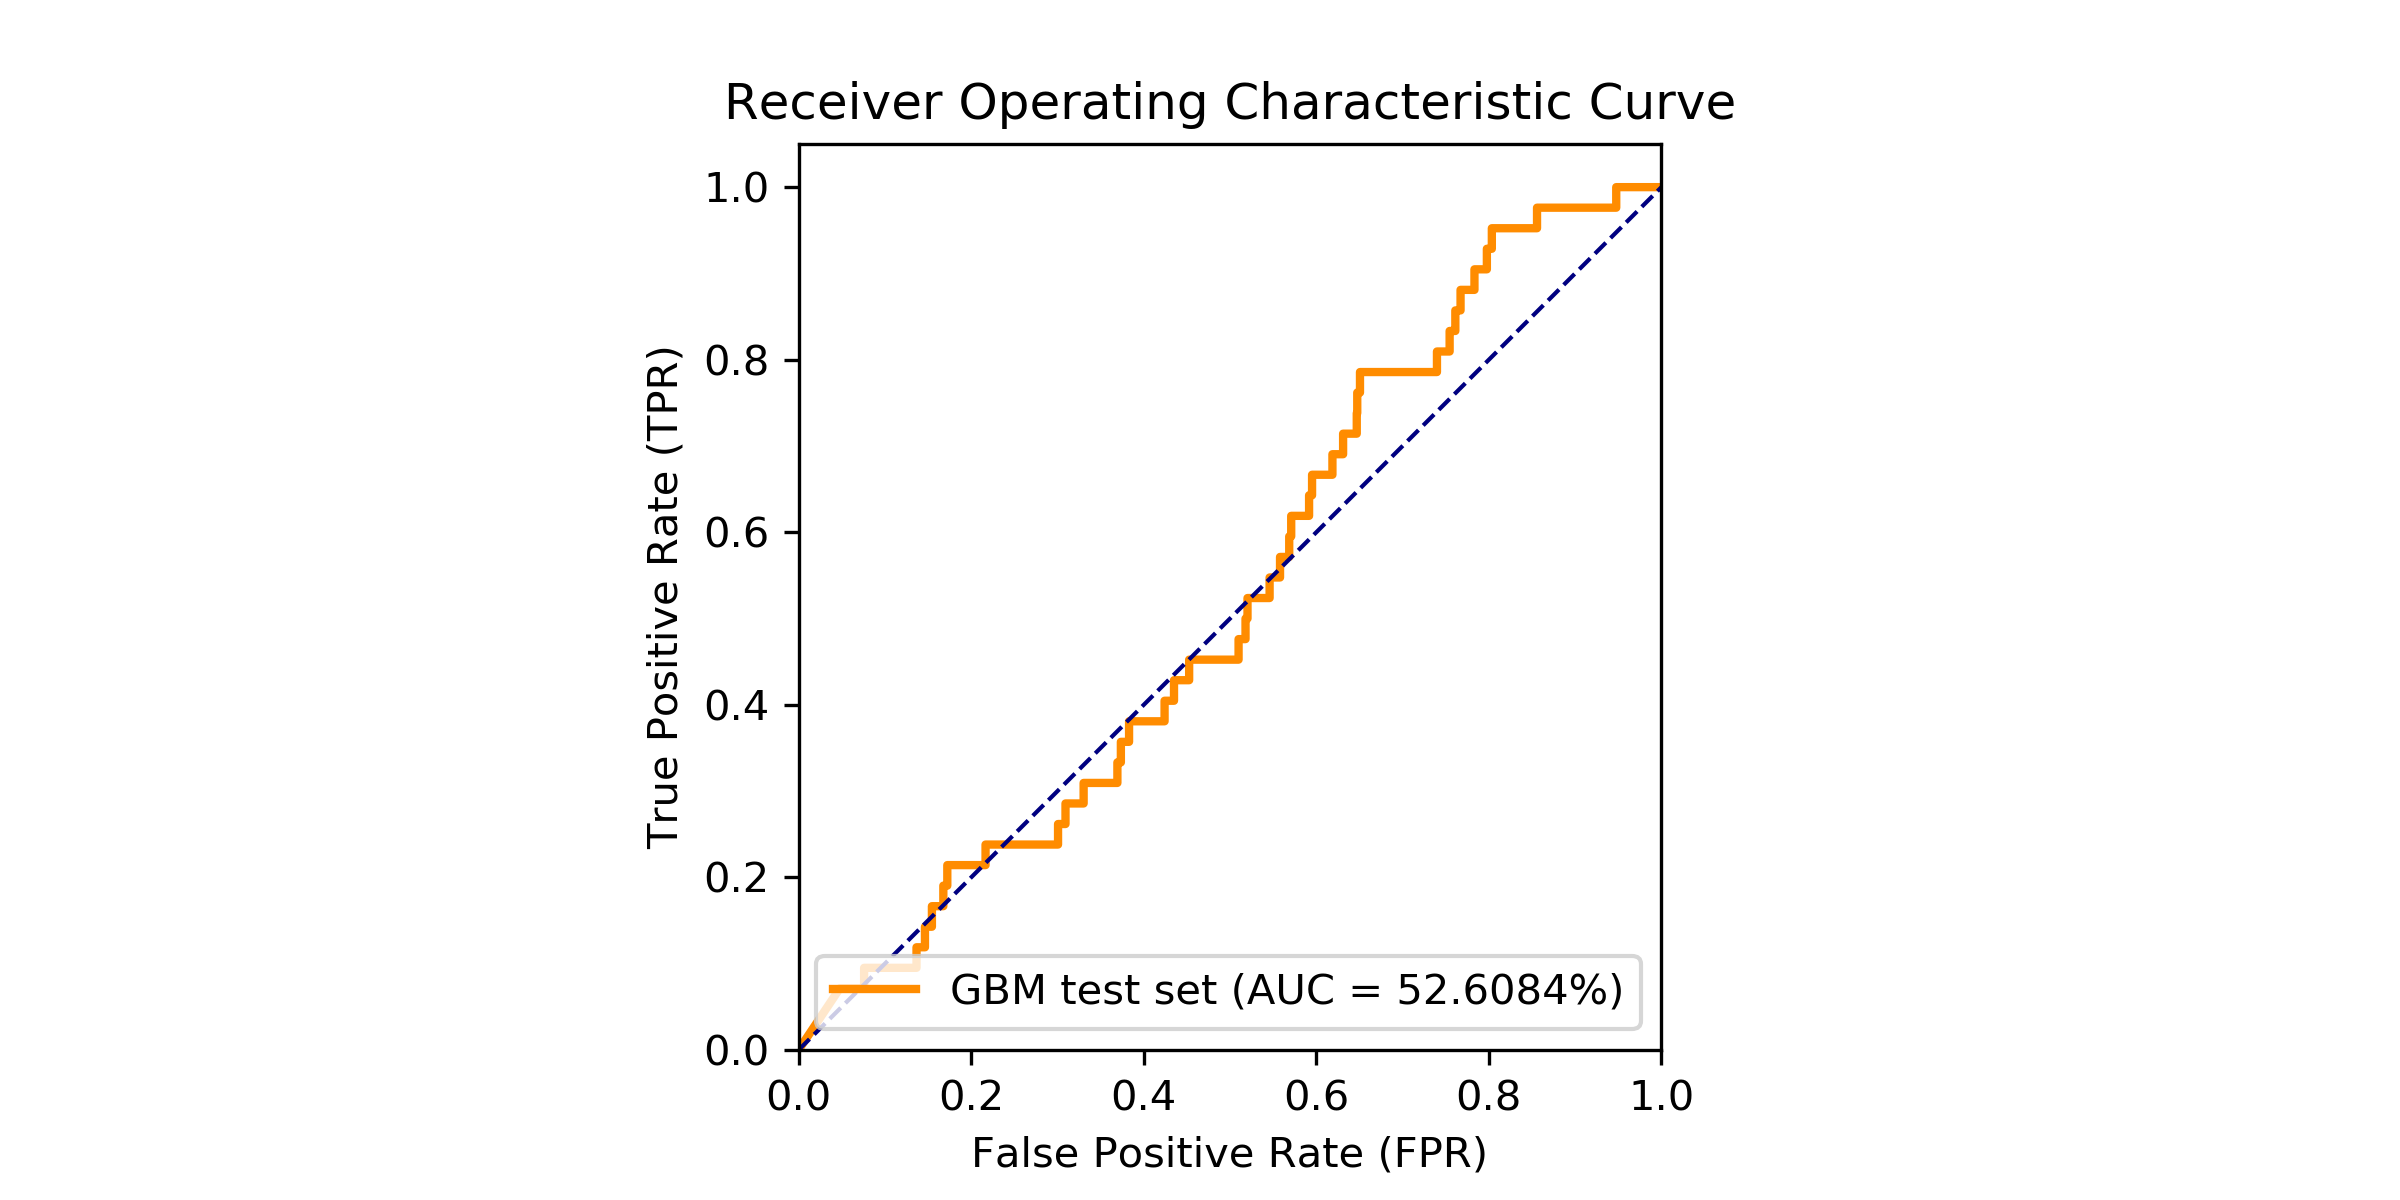 Receiver Operating Characteristic Curve
1.0
0.8
0.6
0.4
0.2
0.0
True Positive Rate (TPR)
GBM test set (AUC = 52.6084%)
0.0 0.2 0.4 0.6 0.8 1.0
False Positive Rate (FPR)